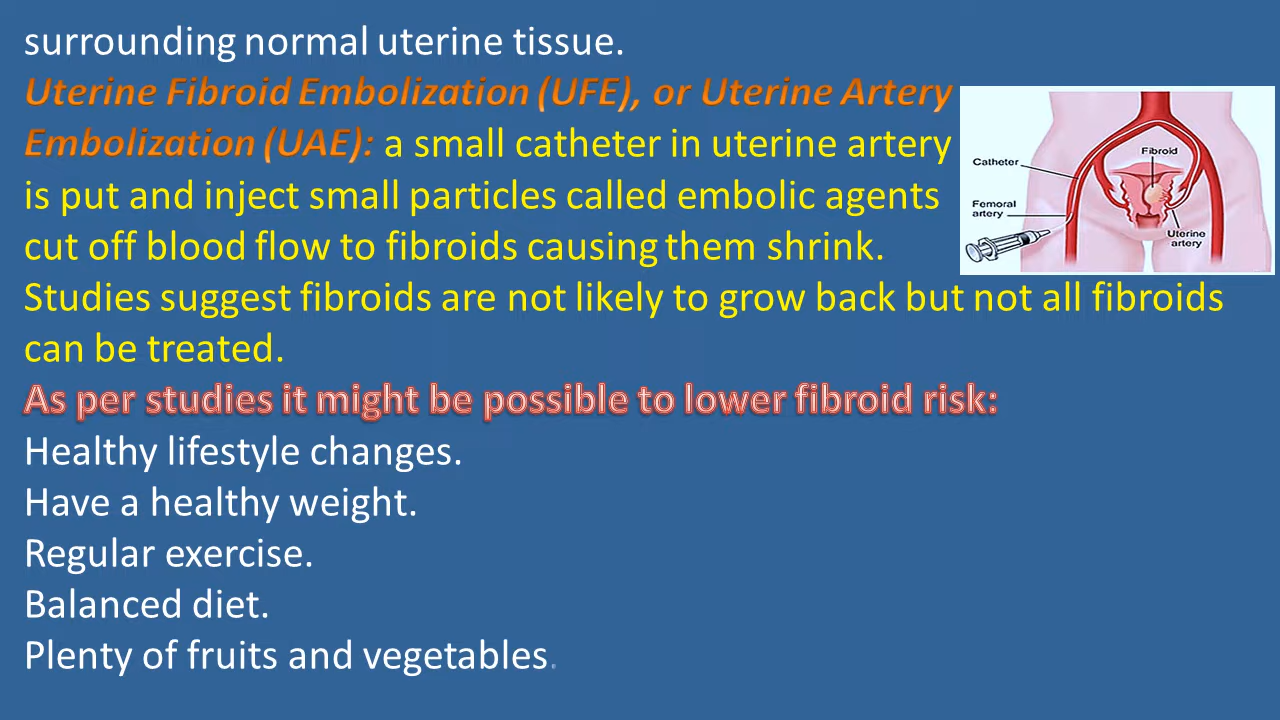 surrounding normal uterine tissue.
Uterine Fibroid Embolization (UFE), or Uterine Artery
Embolization (UAE): a small catheter in uterine artery
is put and inject small particles called embolic agents
cut off blood flow to fibroids causing them shrink.
Studies suggest fibroids are not likely to grow back but not all fibroids
can be treated.
As per studies it might be possible to lower fibroid risk:
Healthy lifestyle changes.
Have a healthy weight.
Regular exercise.
Balanced diet.
Plenty of fruits and vegetables.
Fibroid
Catheter
Femoral
artery
Uterine
artery